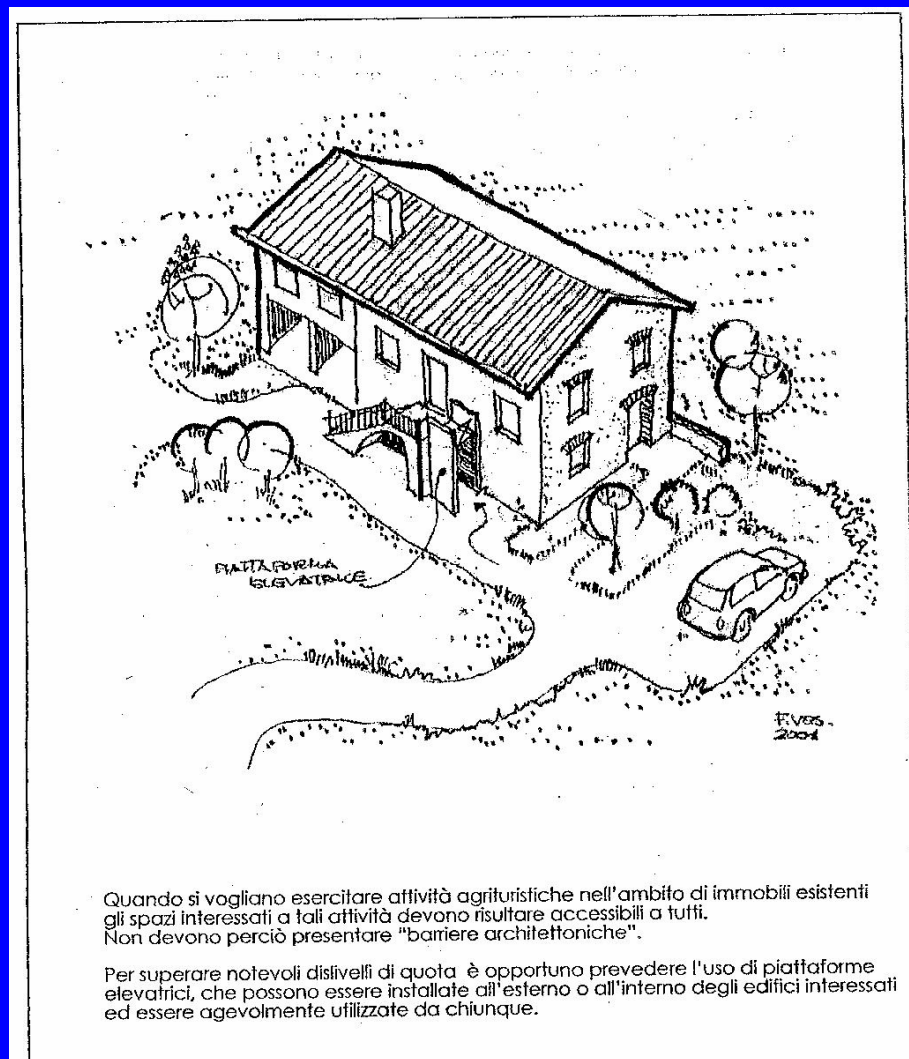 PIATTAFORMA
ELEVATRICE
2001
Quando si vogliano esercitare attività agrituristiche nell'ambito di immobili esistenti
gli spazi interessati a tali attività devono risultare accessibili a tutti.
Non devono perciò presentare "barriere architettoniche".
Per superare notevoli dislivelli di quota è opportuno prevedere l'uso di piattaforme
elevatrici, che possono essere installate all'esterno o all'interno degli edifici interessati
ed essere agevolmente utilizzate da chiunque.